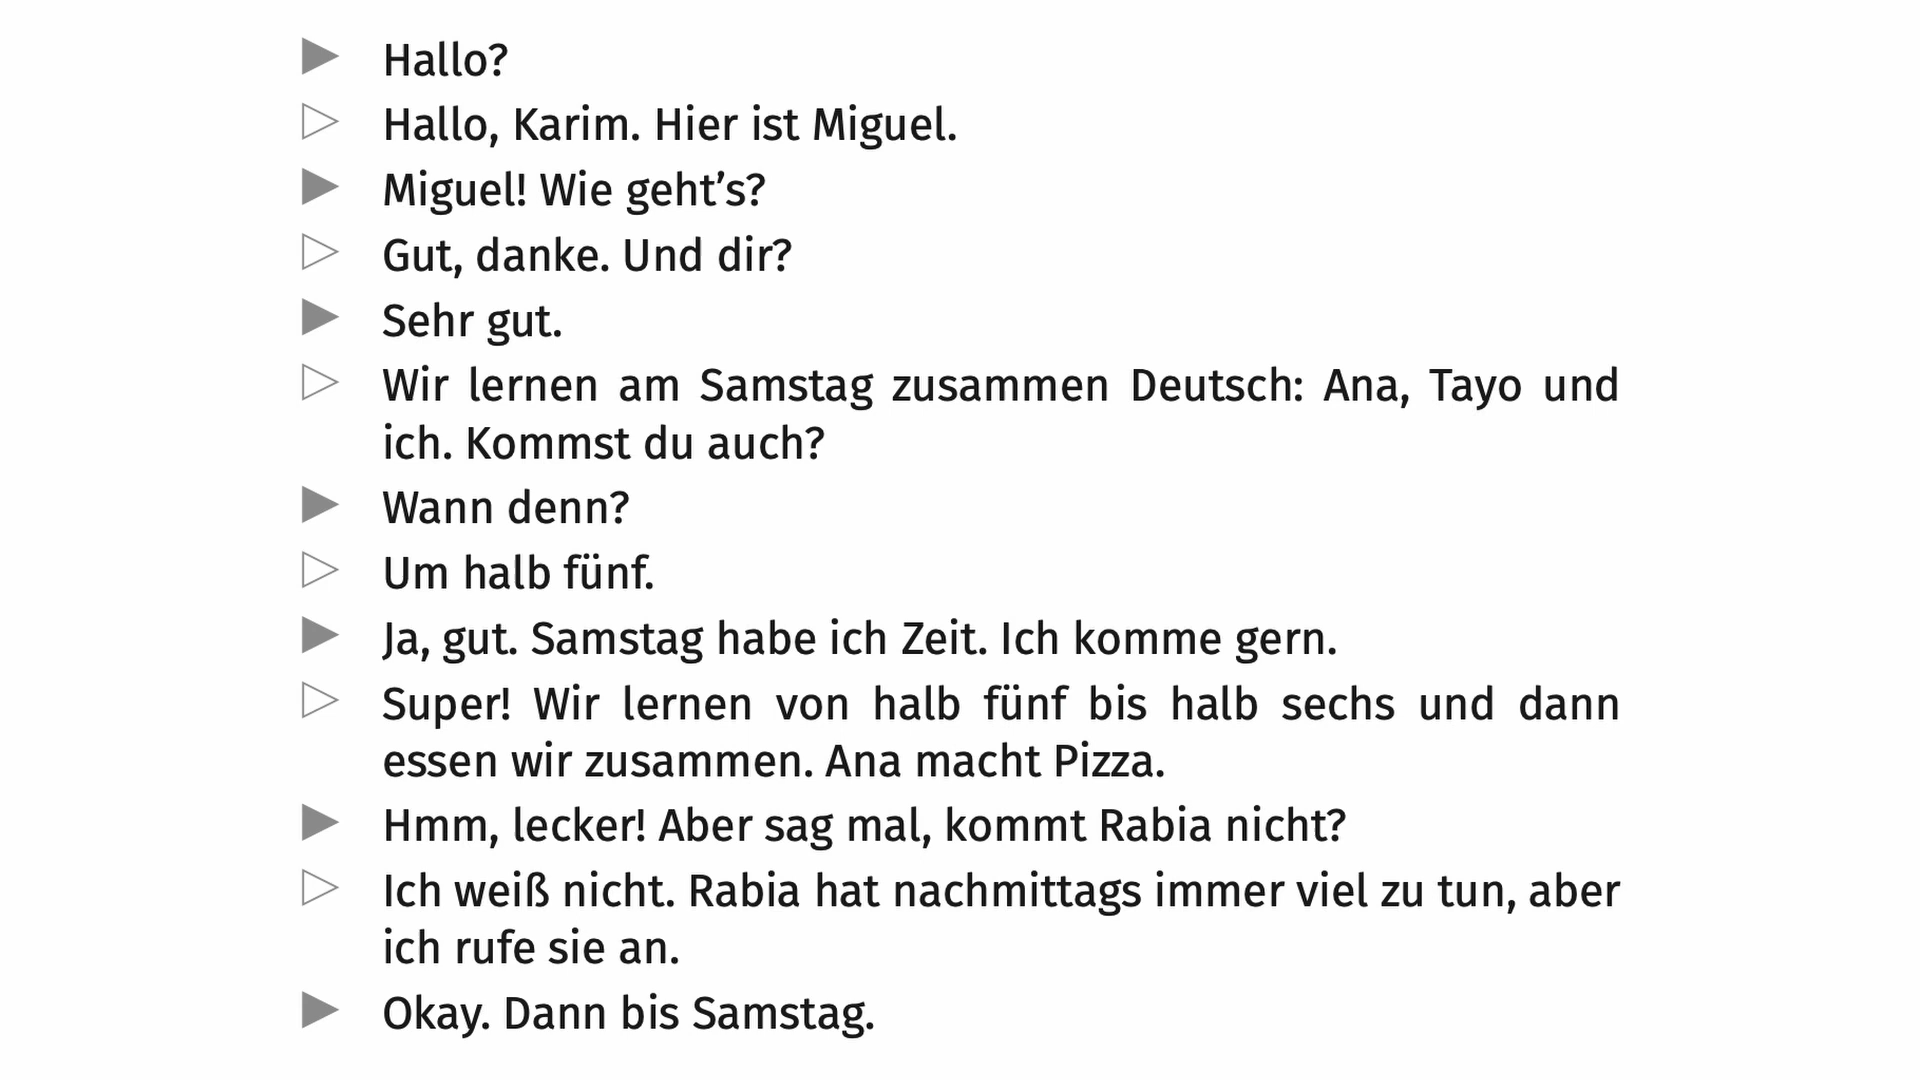 Hallo?
Hallo, Karim. Hier ist Miguel.
Miguel! Wie geht’s?
Gut, danke. Und dir?
Sehr gut.
Wir lernen am Samstag zusammen Deutsch: Ana, Tayo und
ich. Kommst du auch?
Wann denn?
Um halb fünf.
Ja, gut. Samstag habe ich Zeit. Ich komme gern.
Super! Wir lernen von halb fünf bis halb sechs und dann
essen wir zusammen. Ana macht Pizza.
Hmm, lecker! Aber sag mal, kommt Rabia nicht?
Ich weiß nicht. Rabia hat nachmittags immer viel zu tun, aber
ich rufe sie an.
Okay. Dann bis Samstag.